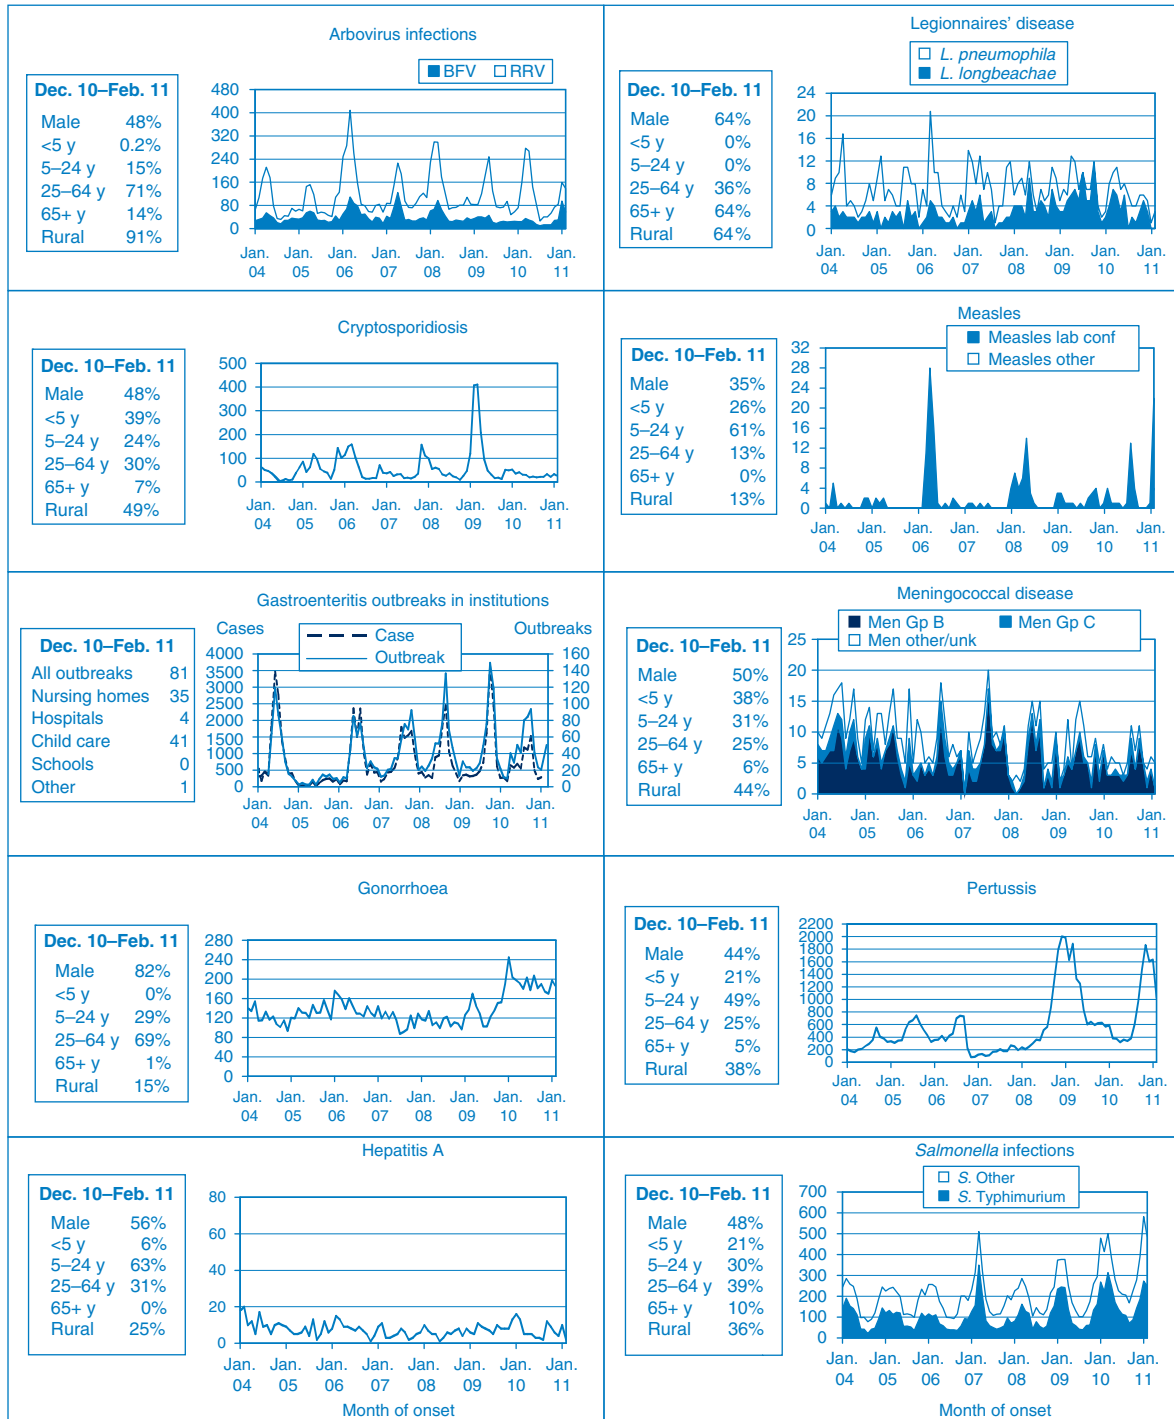 Arbovirus infections
BFV RRV
Dec. 10–Feb. 11
Male 48%
<5 y 0.2%
5–24 y 15%
25–64 y 71%
65+ y 14%
Rural 91%
480
400
320
240
160
80
0
Jan. Jan. Jan. Jan. Jan. Jan. Jan. Jan.
04 05 06 07 08 09 10 11
Legionnaires’ disease
L. pneumophila
L. longbeachae
Dec. 10–Feb. 11
Male 64%
<5 y 0%
5–24 y 0%
25–64 y 36%
65+ y 64%
Rural 64%
24
20
16
12
8
4
0
Jan. Jan. Jan. Jan. Jan. Jan. Jan. Jan.
04 05 06 07 08 09 10 11
Cryptosporidiosis
Dec. 10–Feb. 11
Male 48%
<5 y 39%
5–24 y 24%
25–64 y 30%
65+ y 7%
Rural 49%
500
400
300
200
100
0
Jan. Jan. Jan. Jan. Jan. Jan. Jan. Jan.
04 05 06 07 08 09 10 11
Measles
Measles lab conf
Measles other
Dec. 10–Feb. 11
Male 35%
<5 y 26%
5–24 y 61%
25–64 y 13%
65+ y 0%
Rural 13%
32
28
24
20
16
12
8
4
0
Jan. Jan. Jan. Jan. Jan. Jan. Jan. Jan.
04 05 06 07 08 09 10 11
Gastroenteritis outbreaks in institutions
Cases Outbreaks
Case
Outbreak
Dec. 10–Feb. 11
All outbreaks 81
Nursing homes 35
Hospitals 4
Child care 41
Schools 0
Other 1
4000 160
3500 140
3000 120
2500 100
2000 80
1500 60
1000 40
500 20
0 0
Jan. Jan. Jan. Jan. Jan. Jan. Jan. Jan.
04 05 06 07 08 09 10 11
Meningococcal disease
Men Gp B Men Gp C
Men other/unk
Dec. 10–Feb. 11
Male 50%
<5 y 38%
5–24 y 31%
25–64 y 25%
65+ y 6%
Rural 44%
25
20
15
10
5
0
Jan. Jan. Jan. Jan. Jan. Jan. Jan. Jan.
04 05 06 07 08 09 10 11
Gonorrhoea
Dec. 10–Feb. 11
Male 82%
<5 y 0%
5–24 y 29%
25–64 y 69%
65+ y 1%
Rural 15%
280
240
200
160
120
80
40
0
Jan. Jan. Jan. Jan. Jan. Jan. Jan. Jan.
04 05 06 07 08 09 10 11
Pertussis
Dec. 10–Feb. 11
Male 44%
<5 y 21%
5–24 y 49%
25–64 y 25%
65+ y 5%
Rural 38%
2200
2000
1800
1600
1400
1200
1000
800
600
400
200
0
Jan. Jan. Jan. Jan. Jan. Jan. Jan. Jan.
04 05 06 07 08 09 10 11
Hepatitis A
Dec. 10–Feb. 11
Male 56%
<5 y 6%
5–24 y 63%
25–64 y 31%
65+ y 0%
Rural 25%
80
60
40
20
0
Jan. Jan. Jan. Jan. Jan. Jan. Jan. Jan.
04 05 06 07 08 09 10 11
Month of onset
Salmonella infections
S. Other
S. Typhimurium
Dec. 10–Feb. 11
Male 48%
<5 y 21%
5–24 y 30%
25–64 y 39%
65+ y 10%
Rural 36%
700
600
500
400
300
200
100
0
Jan. Jan. Jan. Jan. Jan. Jan. Jan. Jan.
04 05 06 07 08 09 10 11
Month of onset